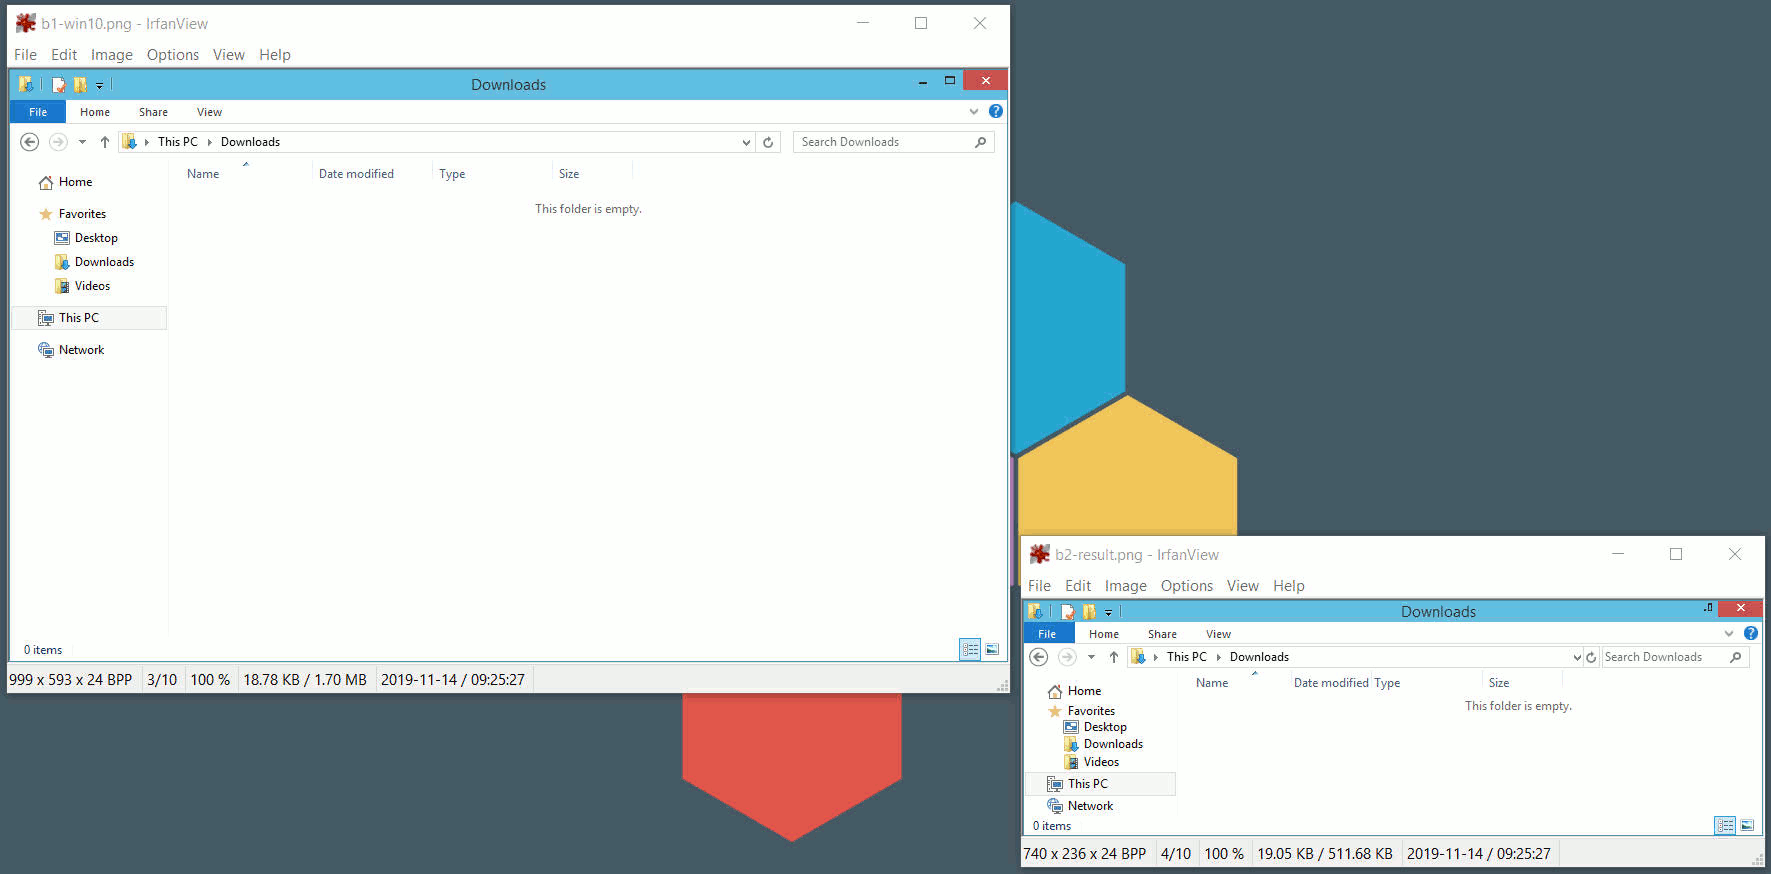 b1-win10.png - IrfanView
File Edit Image Options View Help
Downloads
File Home Share View
This PC Downloads
Search Downloads
Name Date modified Type Size
This folder is empty.
Home
Favorites
Desktop
Downloads
Videos
This PC
Network
0 items
999 x 593 x 24 BPP 3/10 100 % 18.78 KB / 1.70 MB 2019-11-14 / 09:25:27
b2-result.png - IrfanView
File Edit Image Options View Help
Downloads
File Home Share View
This PC Downloads
Search Downloads
Name Date modified Type Size
This folder is empty.
Home
Favorites
Desktop
Downloads
Videos
This PC
Network
0 items
740 x 236 x 24 BPP 4/10 100 % 19.05 KB / 511.68 KB 2019-11-14 / 09:25:27